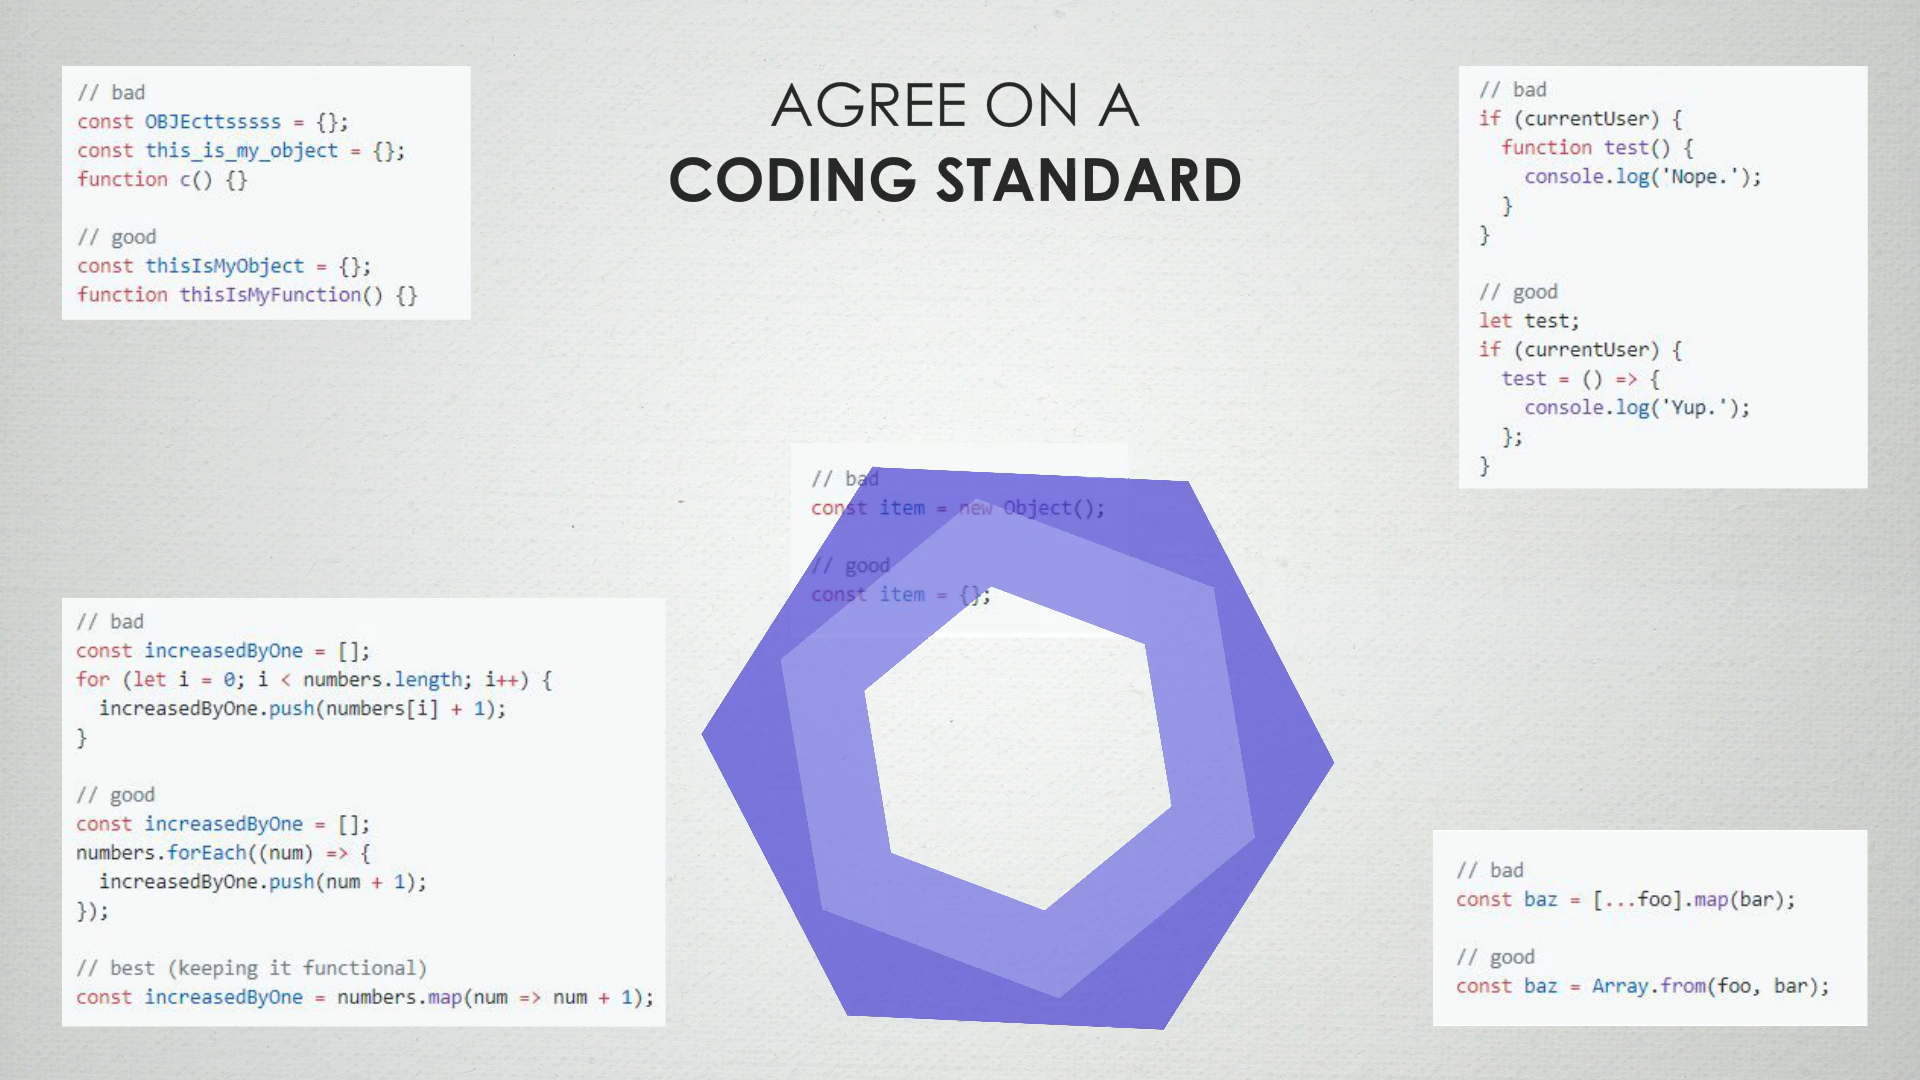 AGREE ON A
CODING STANDARD
// bad
const OBJEcttsssss = {};
const this_is_my_object = {};
function c() {}
// good
const thisIsMyObject = {};
function thisIsMyFunction() {}
// bad
if (currentUser) {
  function test() {
    console.log('Nope.');
  }
}
// good
let test;
if (currentUser) {
  test = () => {
    console.log('Yup.');
  };
}
// bad
const item = new Object();
// good
const item = {};
// bad
const increasedByOne = [];
for (let i = 0; i < numbers.length; i++) {
  increasedByOne.push(numbers[i] + 1);
}
// good
const increasedByOne = [];
numbers.forEach((num) => {
  increasedByOne.push(num + 1);
});
// best (keeping it functional)
const increasedByOne = numbers.map(num => num + 1);
// bad
const baz = [...foo].map(bar);
// good
const baz = Array.from(foo, bar);